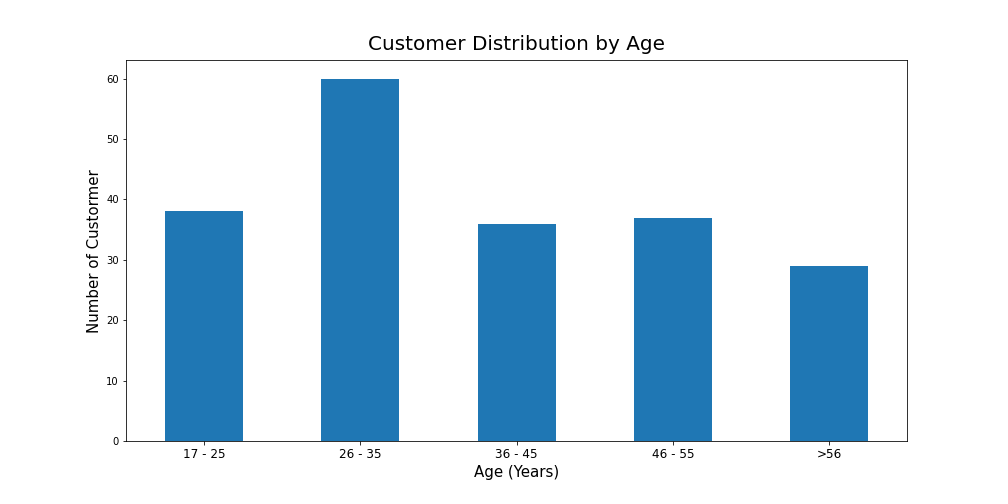 Customer Distribution by Age
Number of Custormer
60
50
40
30
20
10
0
17 - 25
26 - 35
36 - 45
46 - 55
>56
Age (Years)